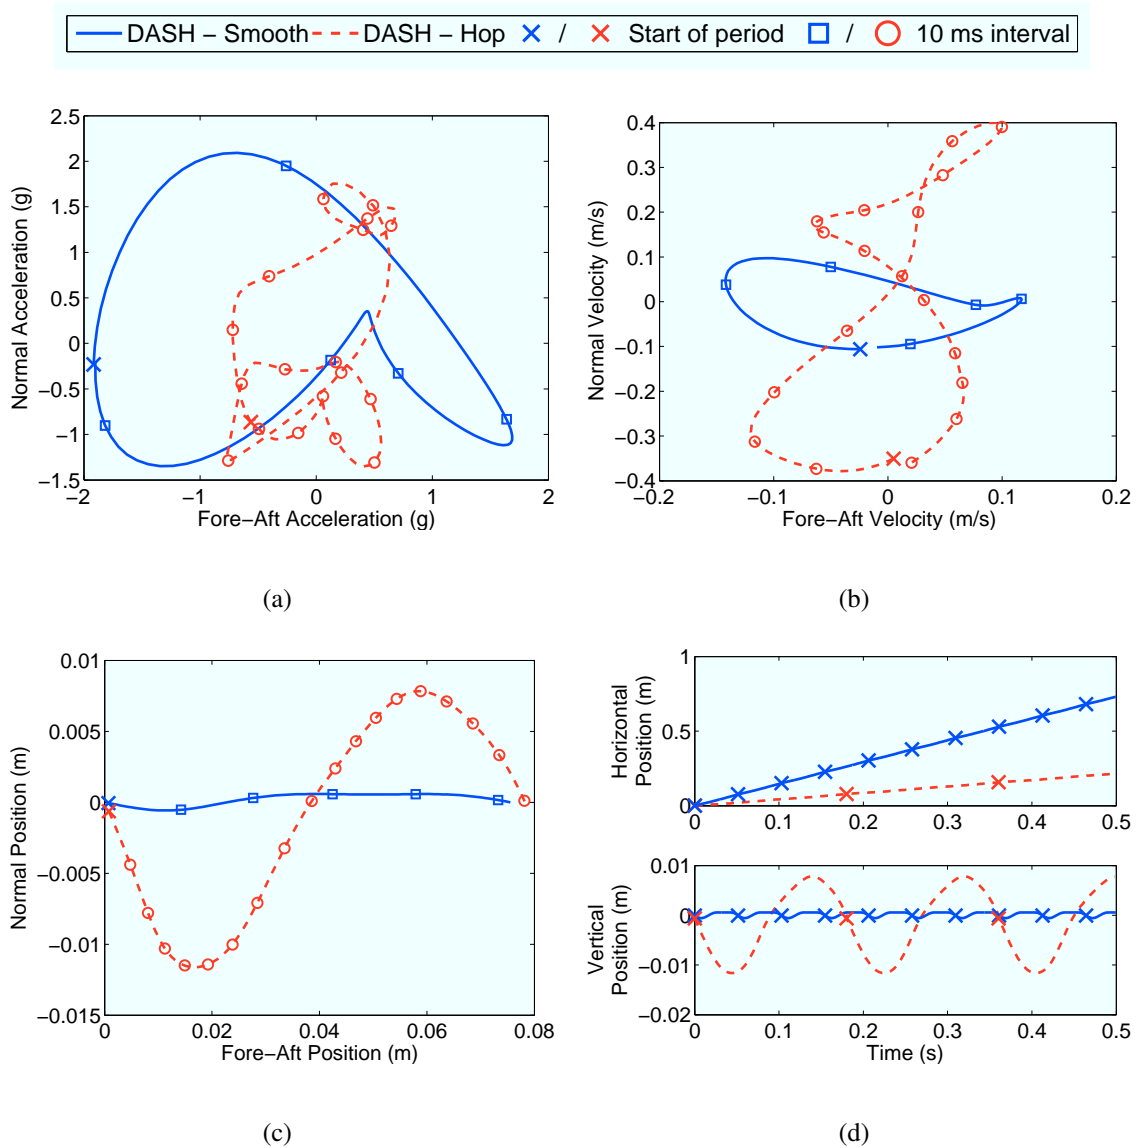 DASH − Smooth DASH − Hop / Start of period / 10 ms interval
2.5
2
1.5
1
0.5
0
−0.5
−1
−1.5
−2 −1 0 1 2
Normal Acceleration (g)
Fore−Aft Acceleration (g)
(a)
0.4
0.3
0.2
0.1
0
−0.1
−0.2
−0.3
−0.4
−0.2 −0.1 0 0.1 0.2
Normal Velocity (m/s)
Fore−Aft Velocity (m/s)
(b)
0.01
0.005
0
−0.005
−0.01
−0.015
0 0.02 0.04 0.06 0.08
Normal Position (m)
Fore−Aft Position (m)
(c)
1
0.5
0
0 0.1 0.2 0.3 0.4 0.5
Horizontal
Position (m)
0.01
0
−0.01
−0.02
0 0.1 0.2 0.3 0.4 0.5
Vertical
Position (m)
Time (s)
(d)